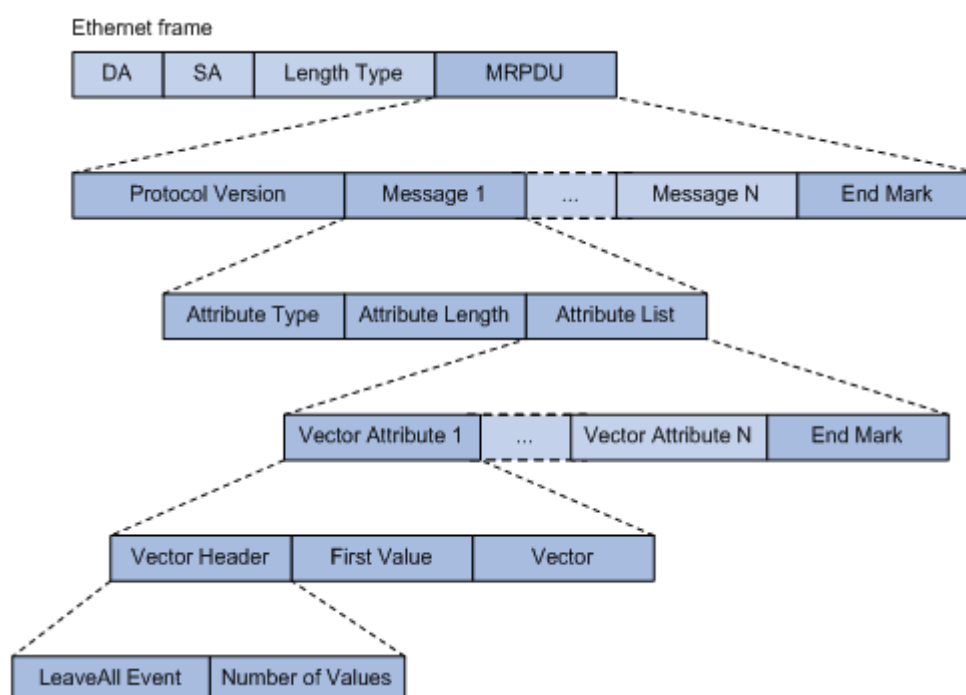 Ethernet frame
DA SA Length Type MRPDU
Protocol Version Message 1 ... Message N End Mark
Attribute Type Attribute Length Attribute List
Vector Attribute 1 ... Vector Attribute N End Mark
Vector Header First Value Vector
LeaveAll Event Number of Values